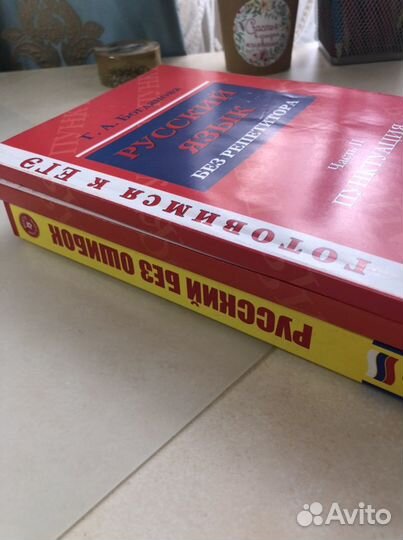 Г. А. Богданова
РУССКИЙ
ЯЗЫК
БЕЗ РЕПЕТИТОРА
Часть II
ПУНКТУАЦИЯ
ГОТОВИМСЯ К ЕГЭ
РУССКИЙ БЕЗ ОШИБОК
Avito